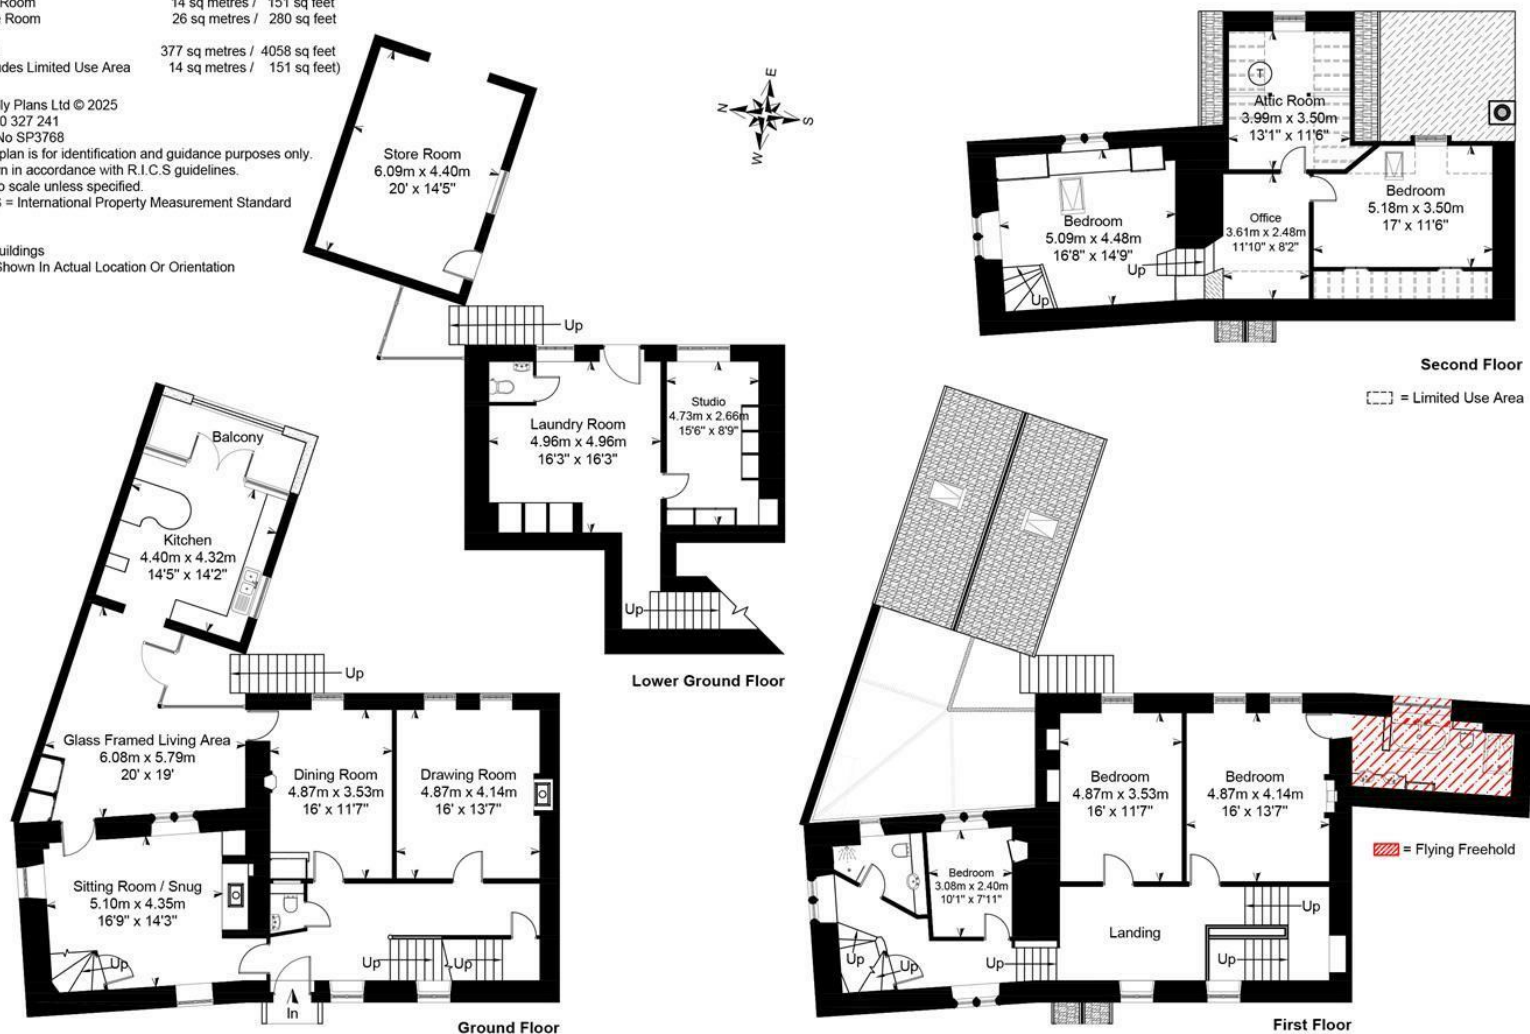 Room 14 sq metres / 151 sq feet
Room 26 sq metres / 280 sq feet
377 sq metres / 4058 sq feet
Limited Use Area 14 sq metres / 151 sq feet)
Plans Ltd © 2025
327 241
No SP3768
plan is for identification and guidance purposes only.
in accordance with R.I.C.S guidelines.
scale unless specified.
= International Property Measurement Standard
Shown In Actual Location Or Orientation
N
E
S
W
Store Room
6.09m x 4.40m
20' x 14'5"
Up
Laundry Room
4.96m x 4.96m
16'3" x 16'3"
Studio
4.73m x 2.66m
15'6" x 8'9"
Up
Lower Ground Floor
Attic Room
3.99m x 3.50m
13'1" x 11'6"
T
Bedroom
5.09m x 4.48m
16'8" x 14'9"
Up
Up
Office
3.61m x 2.48m
11'10" x 8'2"
Bedroom
5.18m x 3.50m
17' x 11'6"
Second Floor
= Limited Use Area
Balcony
Kitchen
4.40m x 4.32m
14'5" x 14'2"
Up
Glass Framed Living Area
6.08m x 5.79m
20' x 19'
Dining Room
4.87m x 3.53m
16' x 11'7"
Drawing Room
4.87m x 4.14m
16' x 13'7"
Sitting Room / Snug
5.10m x 4.35m
16'9" x 14'3"
Up
Up
Up
In
Ground Floor
Bedroom
4.87m x 3.53m
16' x 11'7"
Bedroom
4.87m x 4.14m
16' x 13'7"
= Flying Freehold
Bedroom
3.08m x 2.40m
10'1" x 7'11"
Landing
Up
Up
Up
Up
Up
First Floor